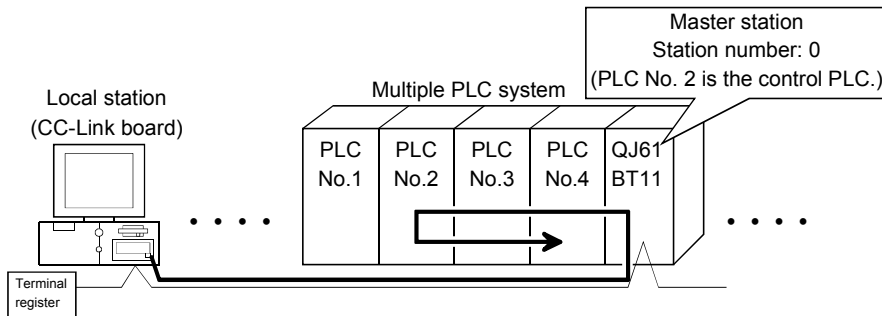 Master station
Station number: 0
(PLC No. 2 is the control PLC.)
Multiple PLC system
Local station
(CC-Link board)
PLC No.1
PLC No.2
PLC No.3
PLC No.4
QJ61 BT11
Terminal
register